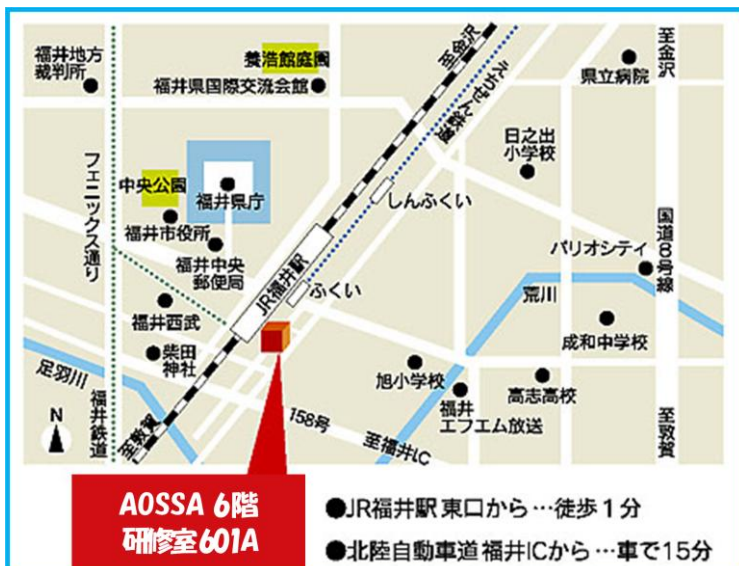 福井地方
裁判所
養浩館庭園
福井県国際交流会館
至金沢
えちぜん鉄道
県立病院
至金沢
日之出
小学校
フェニックス通り
中央公園
福井県庁
福井市役所
福井中央
郵便局
しんふくい
国道8号線
パリオシティ
JR福井駅
ふくい
荒川
福井西武
成和中学校
柴田
神社
足羽川
旭小学校
高志高校
福井
エフエム放送
N
福井鉄道
至敦賀
158号
至福井IC
至敦賀
AOSSA 6階
研修室601A
●JR福井駅 東口から…徒歩1分
●北陸自動車道 福井ICから…車で15分